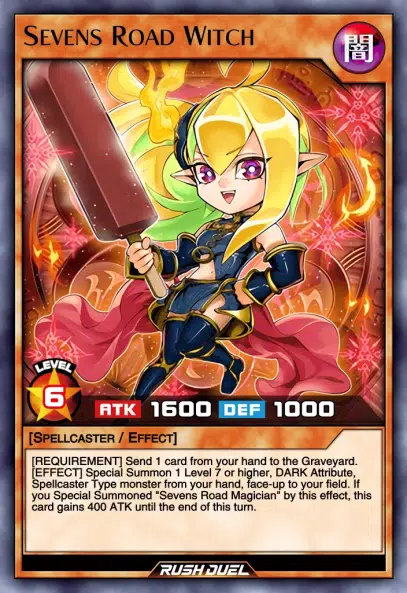 Sevens Road Witch
闇
LEVEL
6
ATK 1600 DEF 1000
[Spellcaster / Effect]
[REQUIREMENT] Send 1 card from your hand to the Graveyard.
[EFFECT] Special Summon 1 Level 7 or higher, DARK Attribute,
Spellcaster Type monster from your hand, face-up to your field. If
you Special Summoned "Sevens Road Magician" by this effect, this
card gains 400 ATK until the end of this turn.
RUSH DUEL